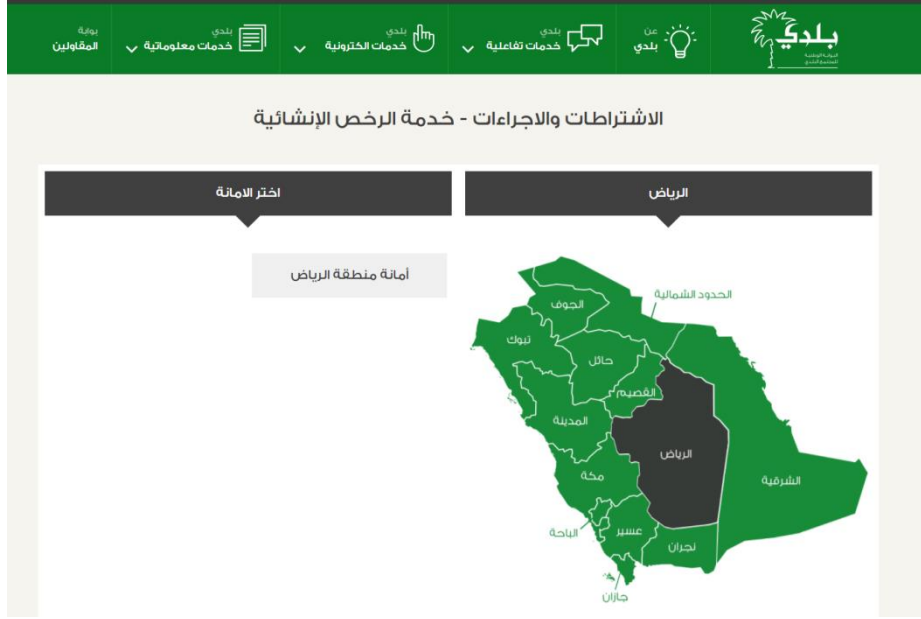 بلدي
البوابة الوطنية
عن
بلدي
بلدي
خدمات تفاعلية
بلدي
خدمات الكترونية
بلدي
خدمات معلوماتية
بوابة
المقاولين
الاشتراطات والاجراءات - خدمة الرخص الإنشائية
الرياض
اختر الامانة
أمانة منطقة الرياض
الحدود الشمالية
الجوف
تبوك
حائل
القصيم
المدينة
الرياض
مكة
الشرقية
الباحة
عسير
نجران
جازان